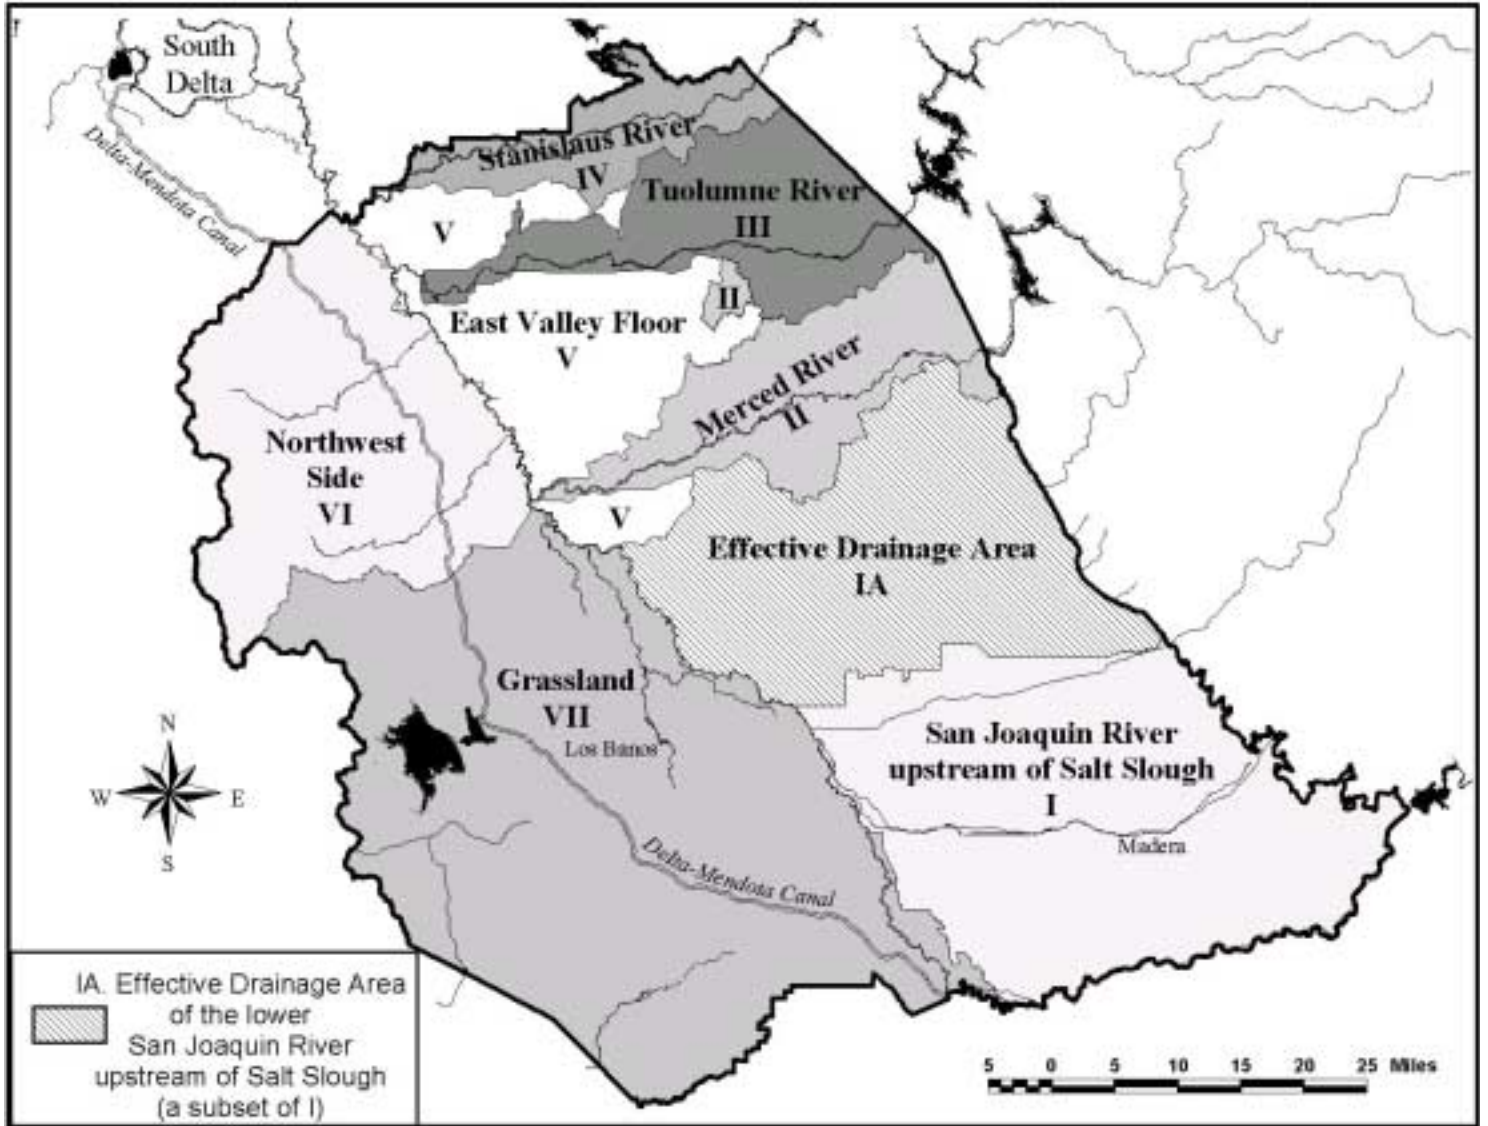 South
Delta
Delta-Mendota Canal
Stanislaus River
IV
Tuolumne River
III
V
II
East Valley Floor
V
Merced River
II
Northwest
Side
VI
V
Effective Drainage Area
IA
Grassland
VII
Los Banos
San Joaquin River
upstream of Salt Slough
I
Madera
Delta-Mendota Canal
N
W E
S
IA. Effective Drainage Area
of the lower
San Joaquin River
upstream of Salt Slough
(a subset of I)
5 0 5 10 15 20 25 Miles